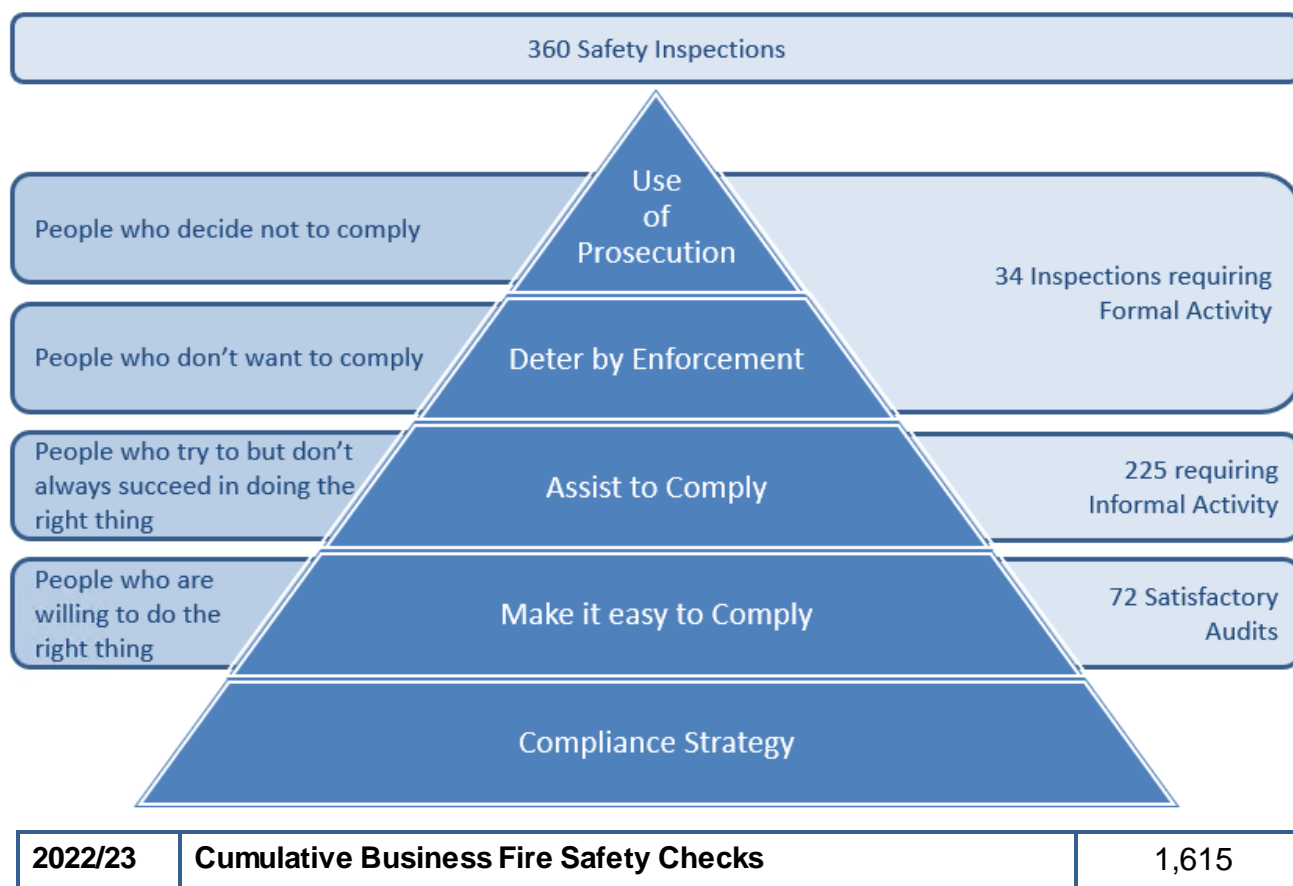 360 Safety Inspections
Use
of
Prosecution
People who decide not to comply
34 Inspections requiring
Formal Activity
People who don’t want to comply
Deter by Enforcement
People who try to but don’t
always succeed in doing the
right thing
Assist to Comply
225 requiring
Informal Activity
People who are
willing to do the
right thing
Make it easy to Comply
72 Satisfactory
Audits
Compliance Strategy
2022/23 Cumulative Business Fire Safety Checks 1,615